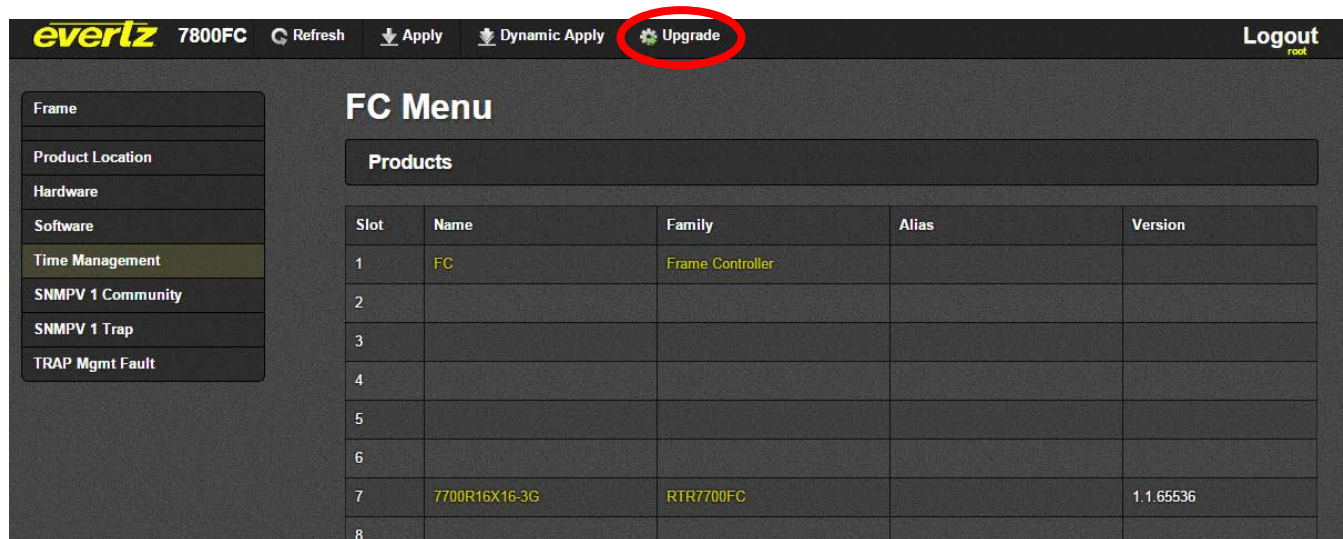 evertz 7800FC Refresh Apply Dynamic Apply Upgrade Logout
root
Frame
Product Location
Hardware
Software
Time Management
SNMPV 1 Community
SNMPV 1 Trap
TRAP Mgmt Fault
FC Menu
Products
Slot Name Family Alias Version
1 FC Frame Controller
2
3
4
5
6
7 7700R16X16-3G RTR7700FC 1.1.65536
8